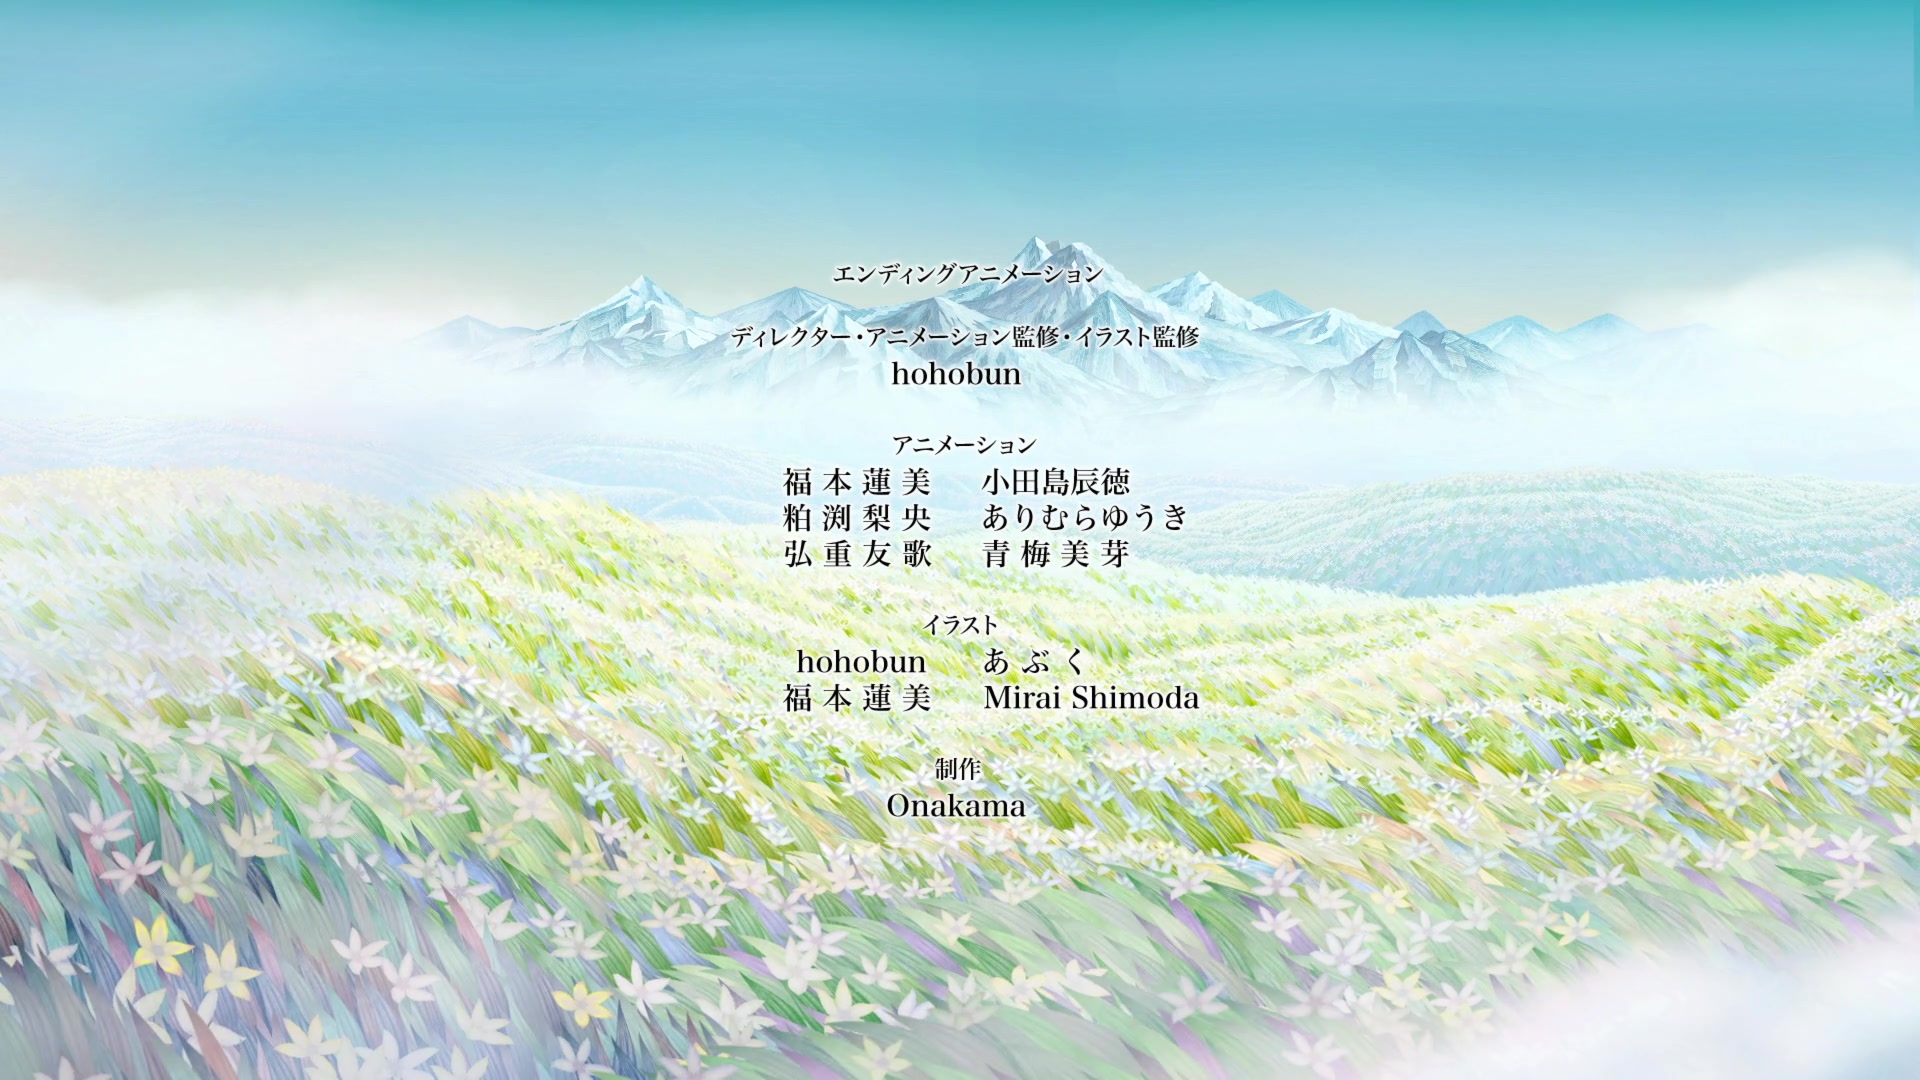 エンディングアニメーション
ディレクター・アニメーション監修・イラスト監修
hohobun
アニメーション
福本蓮美　小田島辰徳
粕渕梨央　ありむらゆうき
弘重友歌　青梅美芽
イラスト
hohobun　あぶく
福本蓮美　Mirai Shimoda
制作
Onakama